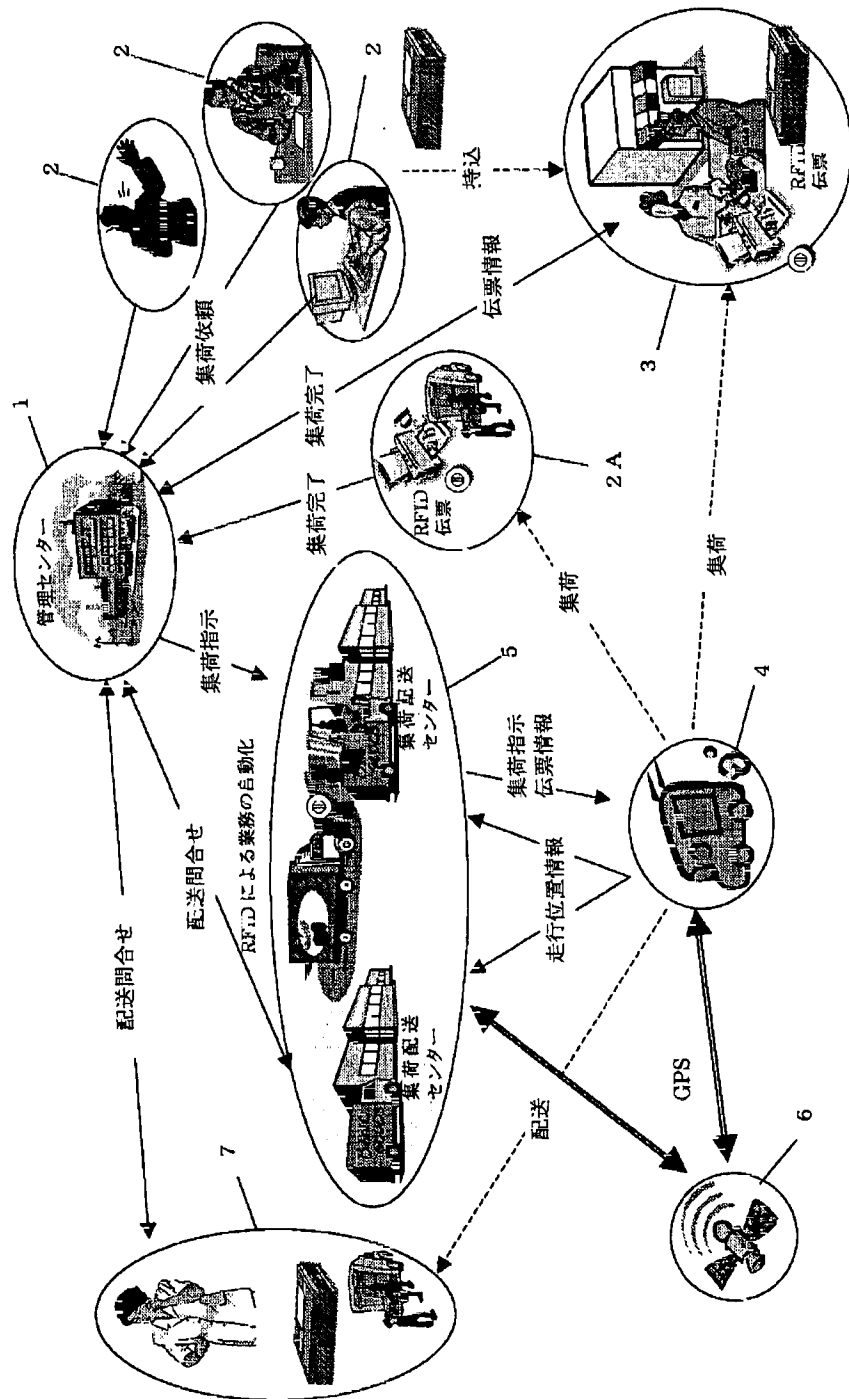 1
管理センター
2
2
2
集荷依頼
持込
伝票情報
集荷完了
集荷完了
RFID
伝票
3
RFID
伝票
2A
集荷指示
配送問合せ
配送問合せ
RFIDによる業務の自動化
集荷配送
センター
集荷配送
センター
5
集荷指示
伝票情報
走行位置情報
集荷
集荷
4
配送
GPS
6
7